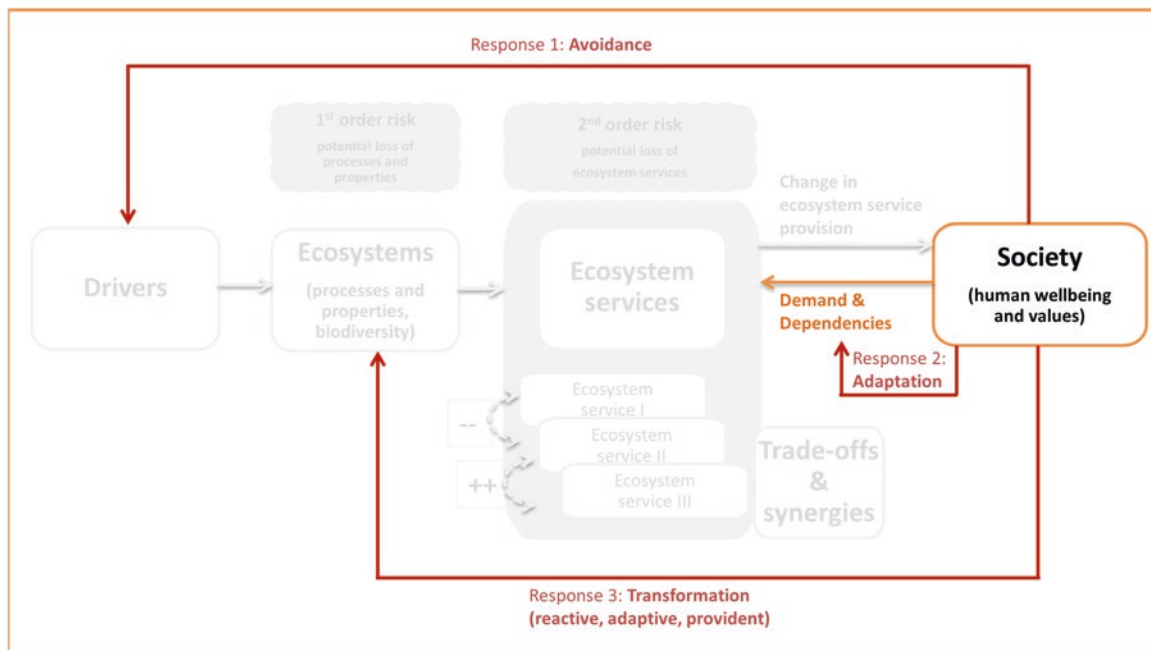 Response 1: Avoidance
1st order risk
potential loss of
processes and
properties
2nd order risk
potential loss of
ecosystem services
Change in
ecosystem service
provision
Drivers
Ecosystems
(processes and
properties,
biodiversity)
Ecosystem
services
Society
(human wellbeing
and values)
Demand &
Dependencies
Response 2:
Adaptation
Ecosystem
service I
--
Ecosystem
service II
++
Ecosystem
service III
Trade-offs
&
synergies
Response 3: Transformation
(reactive, adaptive, provident)